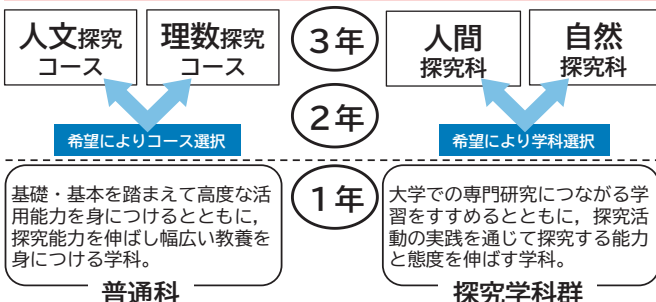 人文探究
コース
理数探究
コース
3年
人間
探究科
自然
探究科
2年
希望によりコース選択
希望により学科選択
1年
基礎・基本を踏まえて高度な活
用能力を身につけるとともに，
探究能力を伸ばし幅広い教養を
身につける学科。
普通科
大学での専門研究につながる学
習をすすめるとともに，探究活
動の実践を通じて探究する能力
と態度を伸ばす学科。
探究学科群